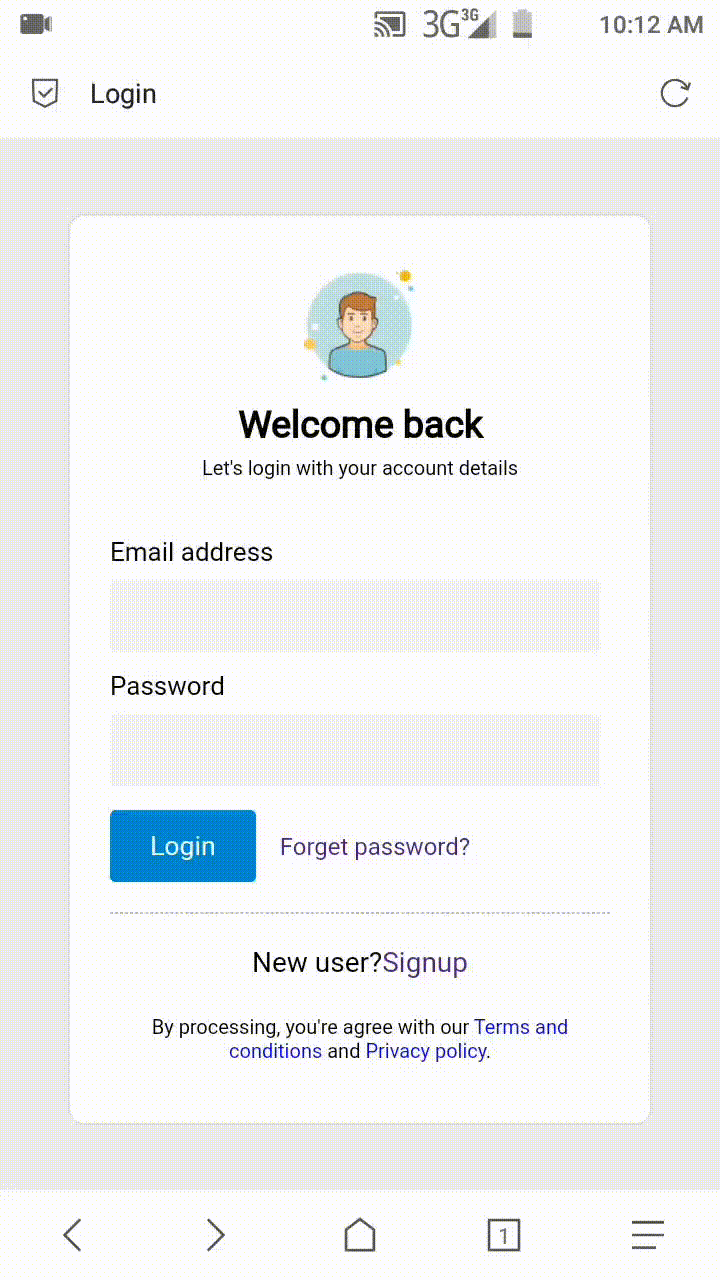 3G 3G 10:12 AM
Login
Welcome back
Let's login with your account details
Email address
Password
Login Forget password?
New user?Signup
By processing, you're agree with our Terms and
conditions and Privacy policy.
1